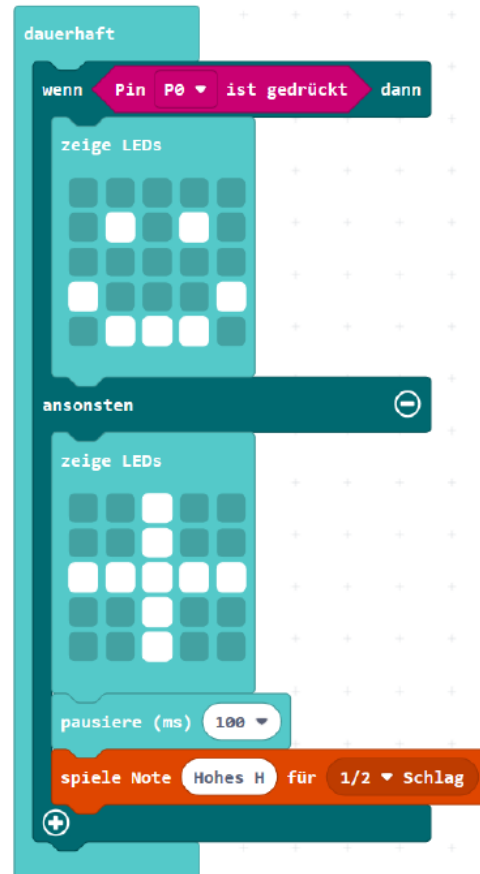 dauerhaft
wenn Pin P0 ist gedrückt dann
zeige LEDs
ansonsten
zeige LEDs
pausiere (ms) 100
spiele Note Hohes H für 1/2 Schlag